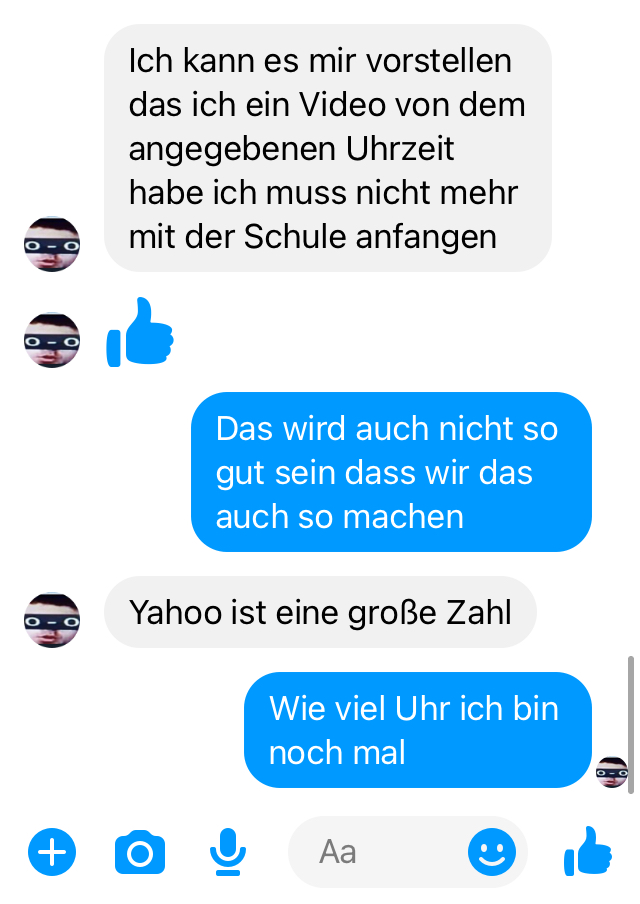 Ich kann es mir vorstellen
das ich ein Video von dem
angegebenen Uhrzeit
habe ich muss nicht mehr
mit der Schule anfangen
Das wird auch nicht so
gut sein dass wir das
auch so machen
Yahoo ist eine große Zahl
Wie viel Uhr ich bin
noch mal
Aa